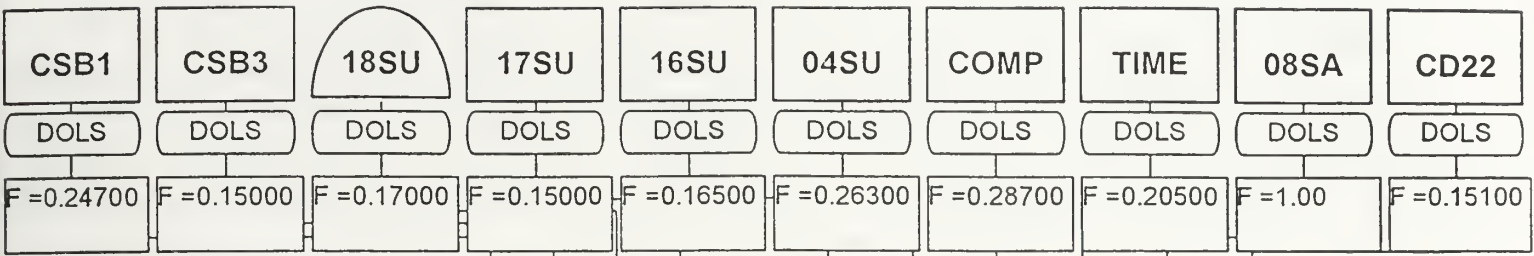 CSB1 CSB3 18SU 17SU 16SU 04SU COMP TIME 08SA CD22
DOLS DOLS DOLS DOLS DOLS DOLS DOLS DOLS DOLS DOLS
F =0.24700 F =0.15000 F =0.17000 F =0.15000 F =0.16500 F =0.26300 F =0.28700 F =0.20500 F =1.00 F =0.15100